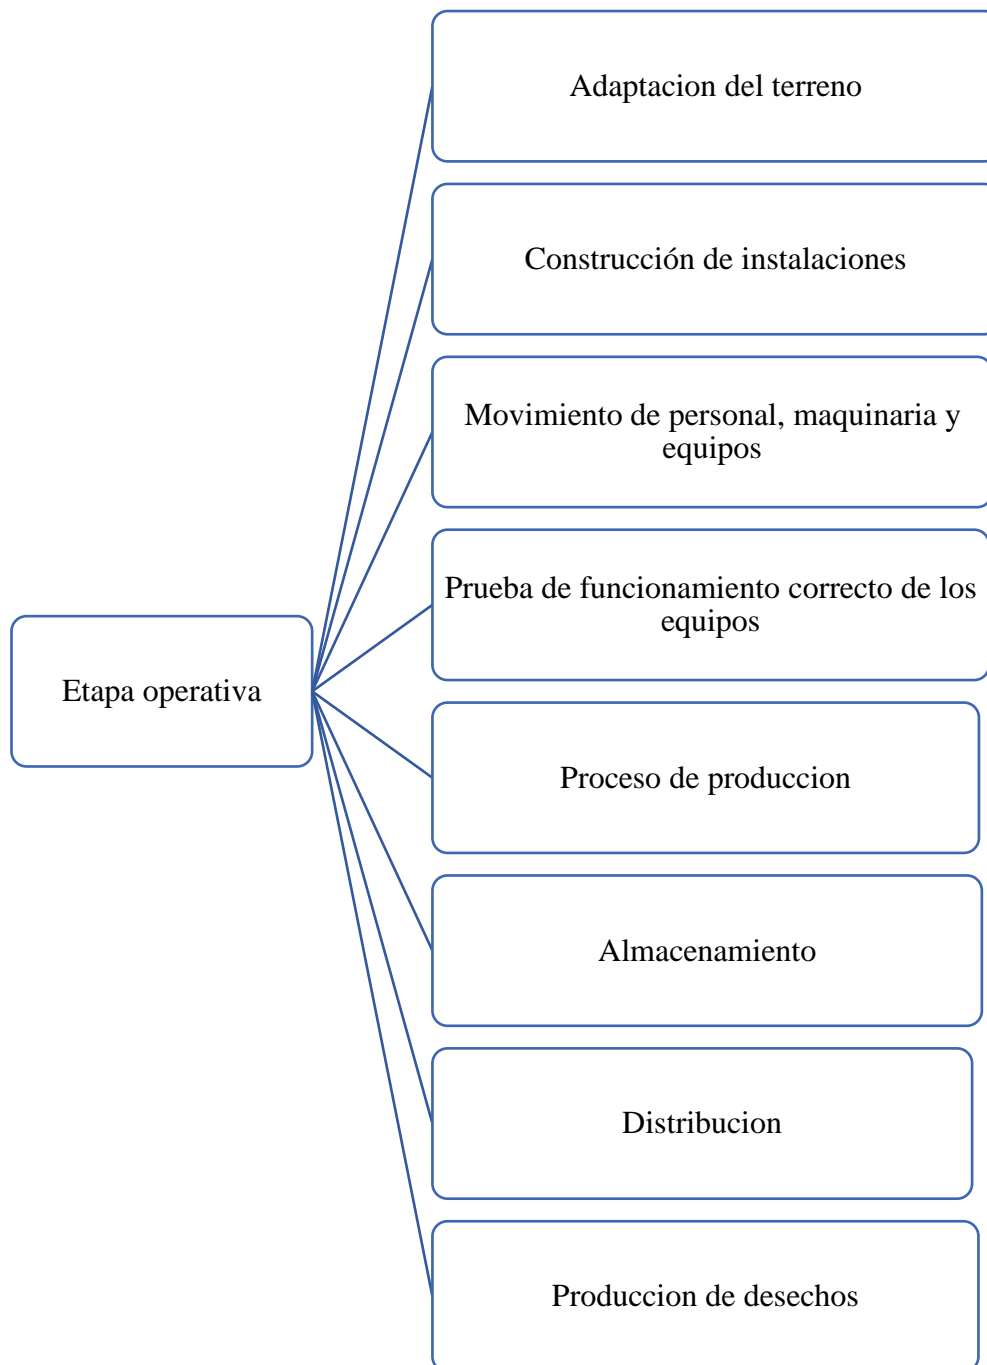 Adaptacion del terreno
Construcción de instalaciones
Movimiento de personal, maquinaria y
equipos
Prueba de funcionamiento correcto de los
equipos
Etapa operativa
Proceso de produccion
Almacenamiento
Distribucion
Produccion de desechos